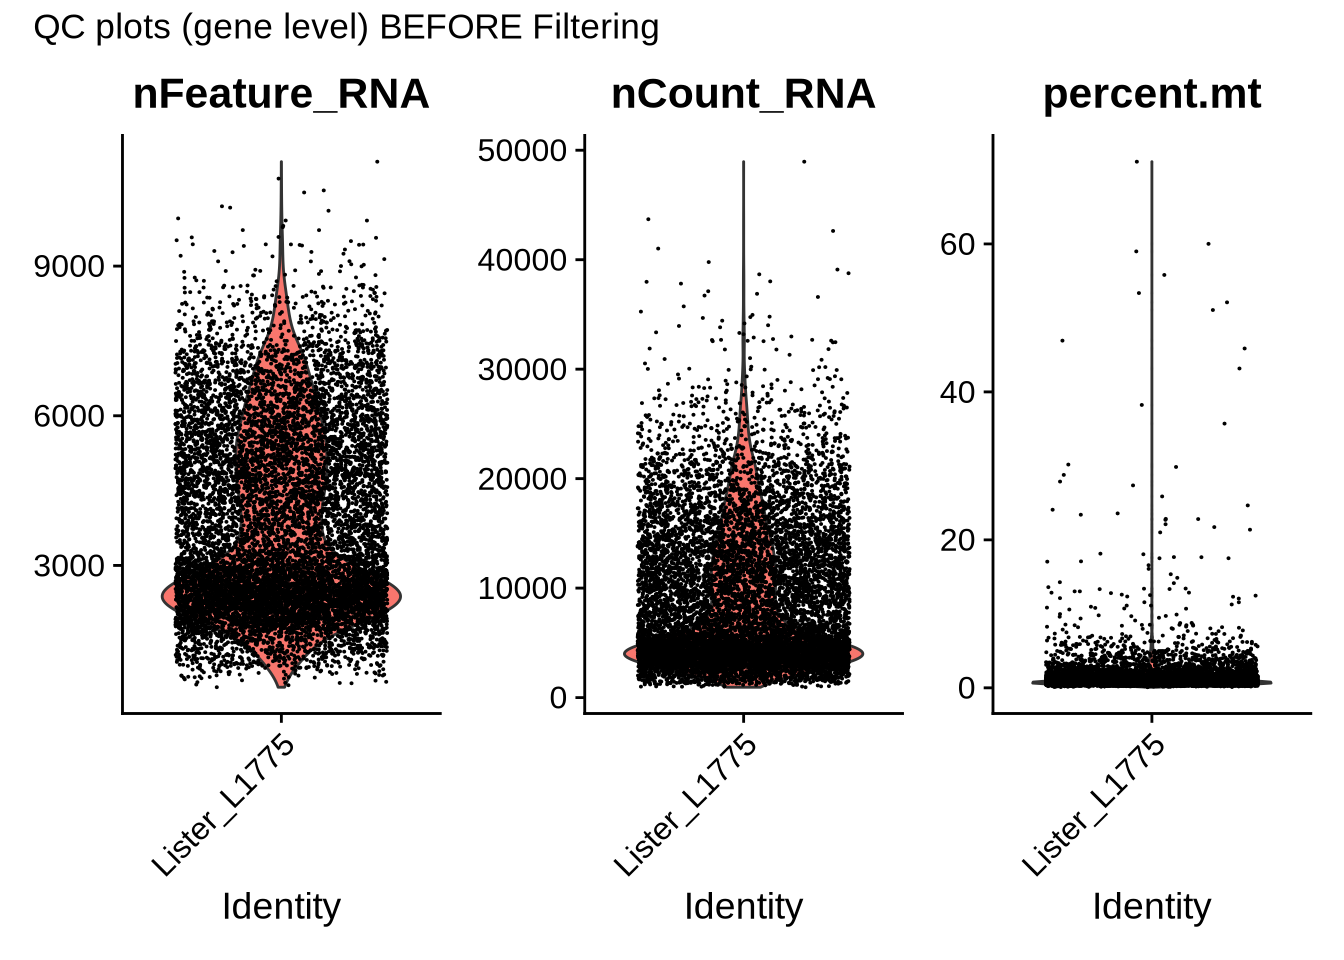 QC plots (gene level) BEFORE Filtering
nFeature_RNA
9000
6000
3000
Lister_L1775
Identity
nCount_RNA
50000
40000
30000
20000
10000
0
Lister_L1775
Identity
percent.mt
60
40
20
0
Lister_L1775
Identity